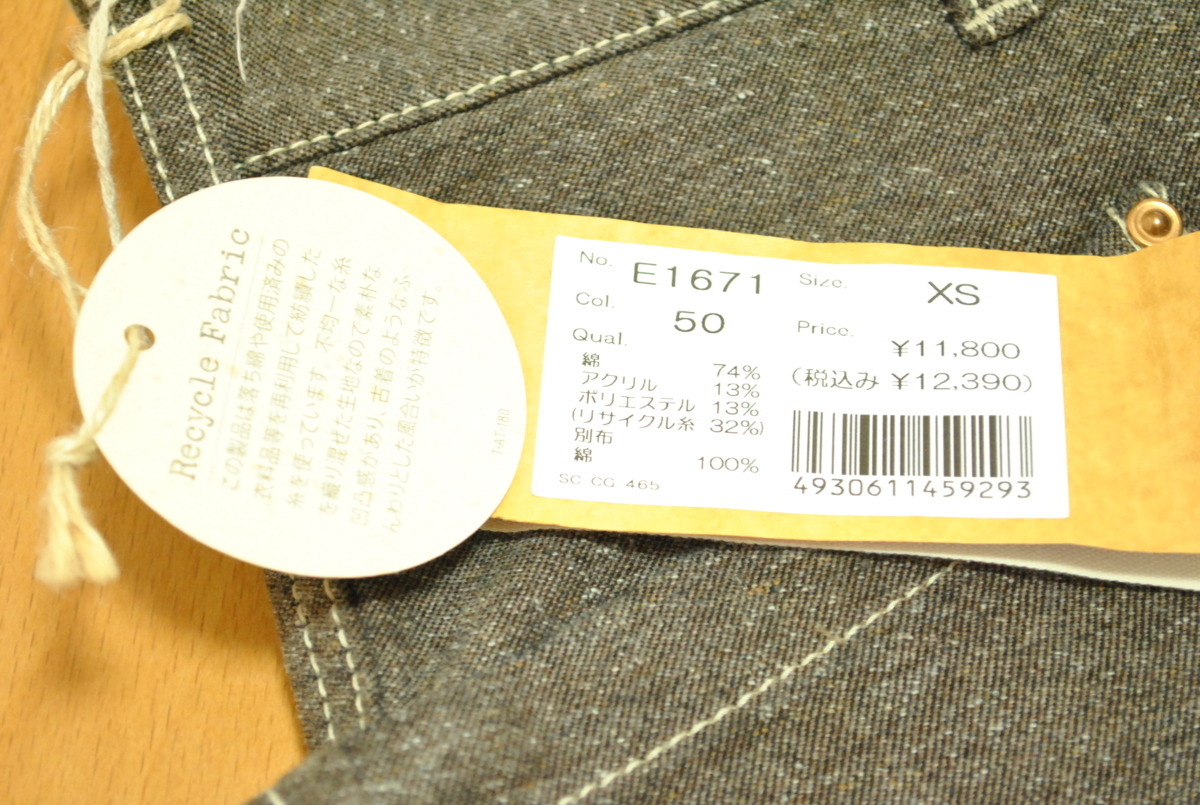 Recycle Fabric
この製品は落ち綿や使用済みの
衣料品等を再利用して紡績した
糸を使っています。不均一な糸
を織り混ぜた生地なので素朴な
凹凸感があり、古着のようなふ
んわりとした風合いが特徴です。
T-AT-180
No. E1671
Col. 50
Qual.
綿 74%
アクリル 13%
ポリエステル 13%
(リサイクル糸 32%)
別布
綿 100%
SC CG 465
Size. XS
Price.
¥11,800
(税込み ¥12,390)
4930611459293